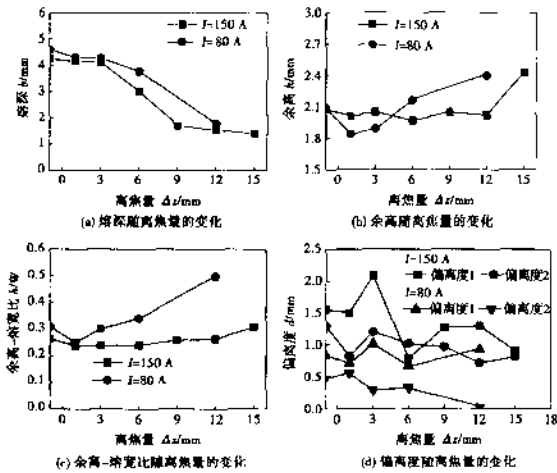 6
5
4
3
2
1
0
熔深 h/mm
I=150 A
I=80 A
0 3 6 9 12 15
离焦量 Δz/mm
(a) 熔深随离焦量的变化
3.0
2.7
2.4
2.1
1.8
1.5
余高 h/mm
I=150 A
I=80 A
0 3 6 9 12 15
离焦量 Δz/mm
(b) 余高随离焦量的变化
0.6
0.5
0.4
0.3
0.2
0.1
0.0
余高-熔宽比 h/W
I=150 A
I=80 A
0 3 6 9 12 15
离焦量 Δz/mm
(c) 余高-熔宽比随离焦量的变化
2.5
2.0
1.5
1.0
0.5
0.0
偏离度 d/mm
I=150 A
偏离度1 偏离度2
I=80 A
偏离度1 偏离度2
0 3 6 9 12 15 18
离焦量 Δz/mm
(d) 偏离度随离焦量的变化